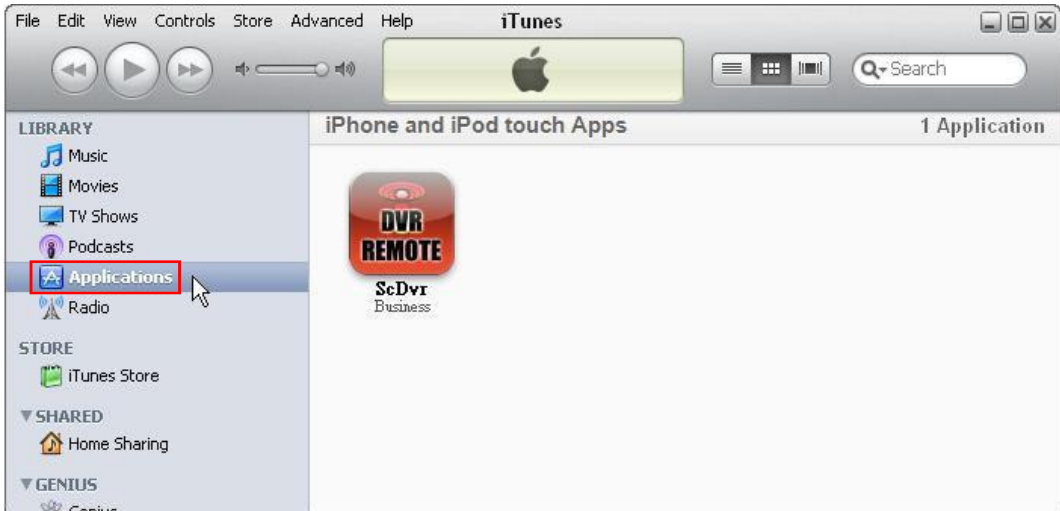 File Edit View Controls Store Advanced Help iTunes
Search
LIBRARY
Music
Movies
TV Shows
Podcasts
Applications
Radio
STORE
iTunes Store
SHARED
Home Sharing
GENIUS
Genius
iPhone and iPod touch Apps 1 Application
DVR
REMOTE
ScDvr
Business